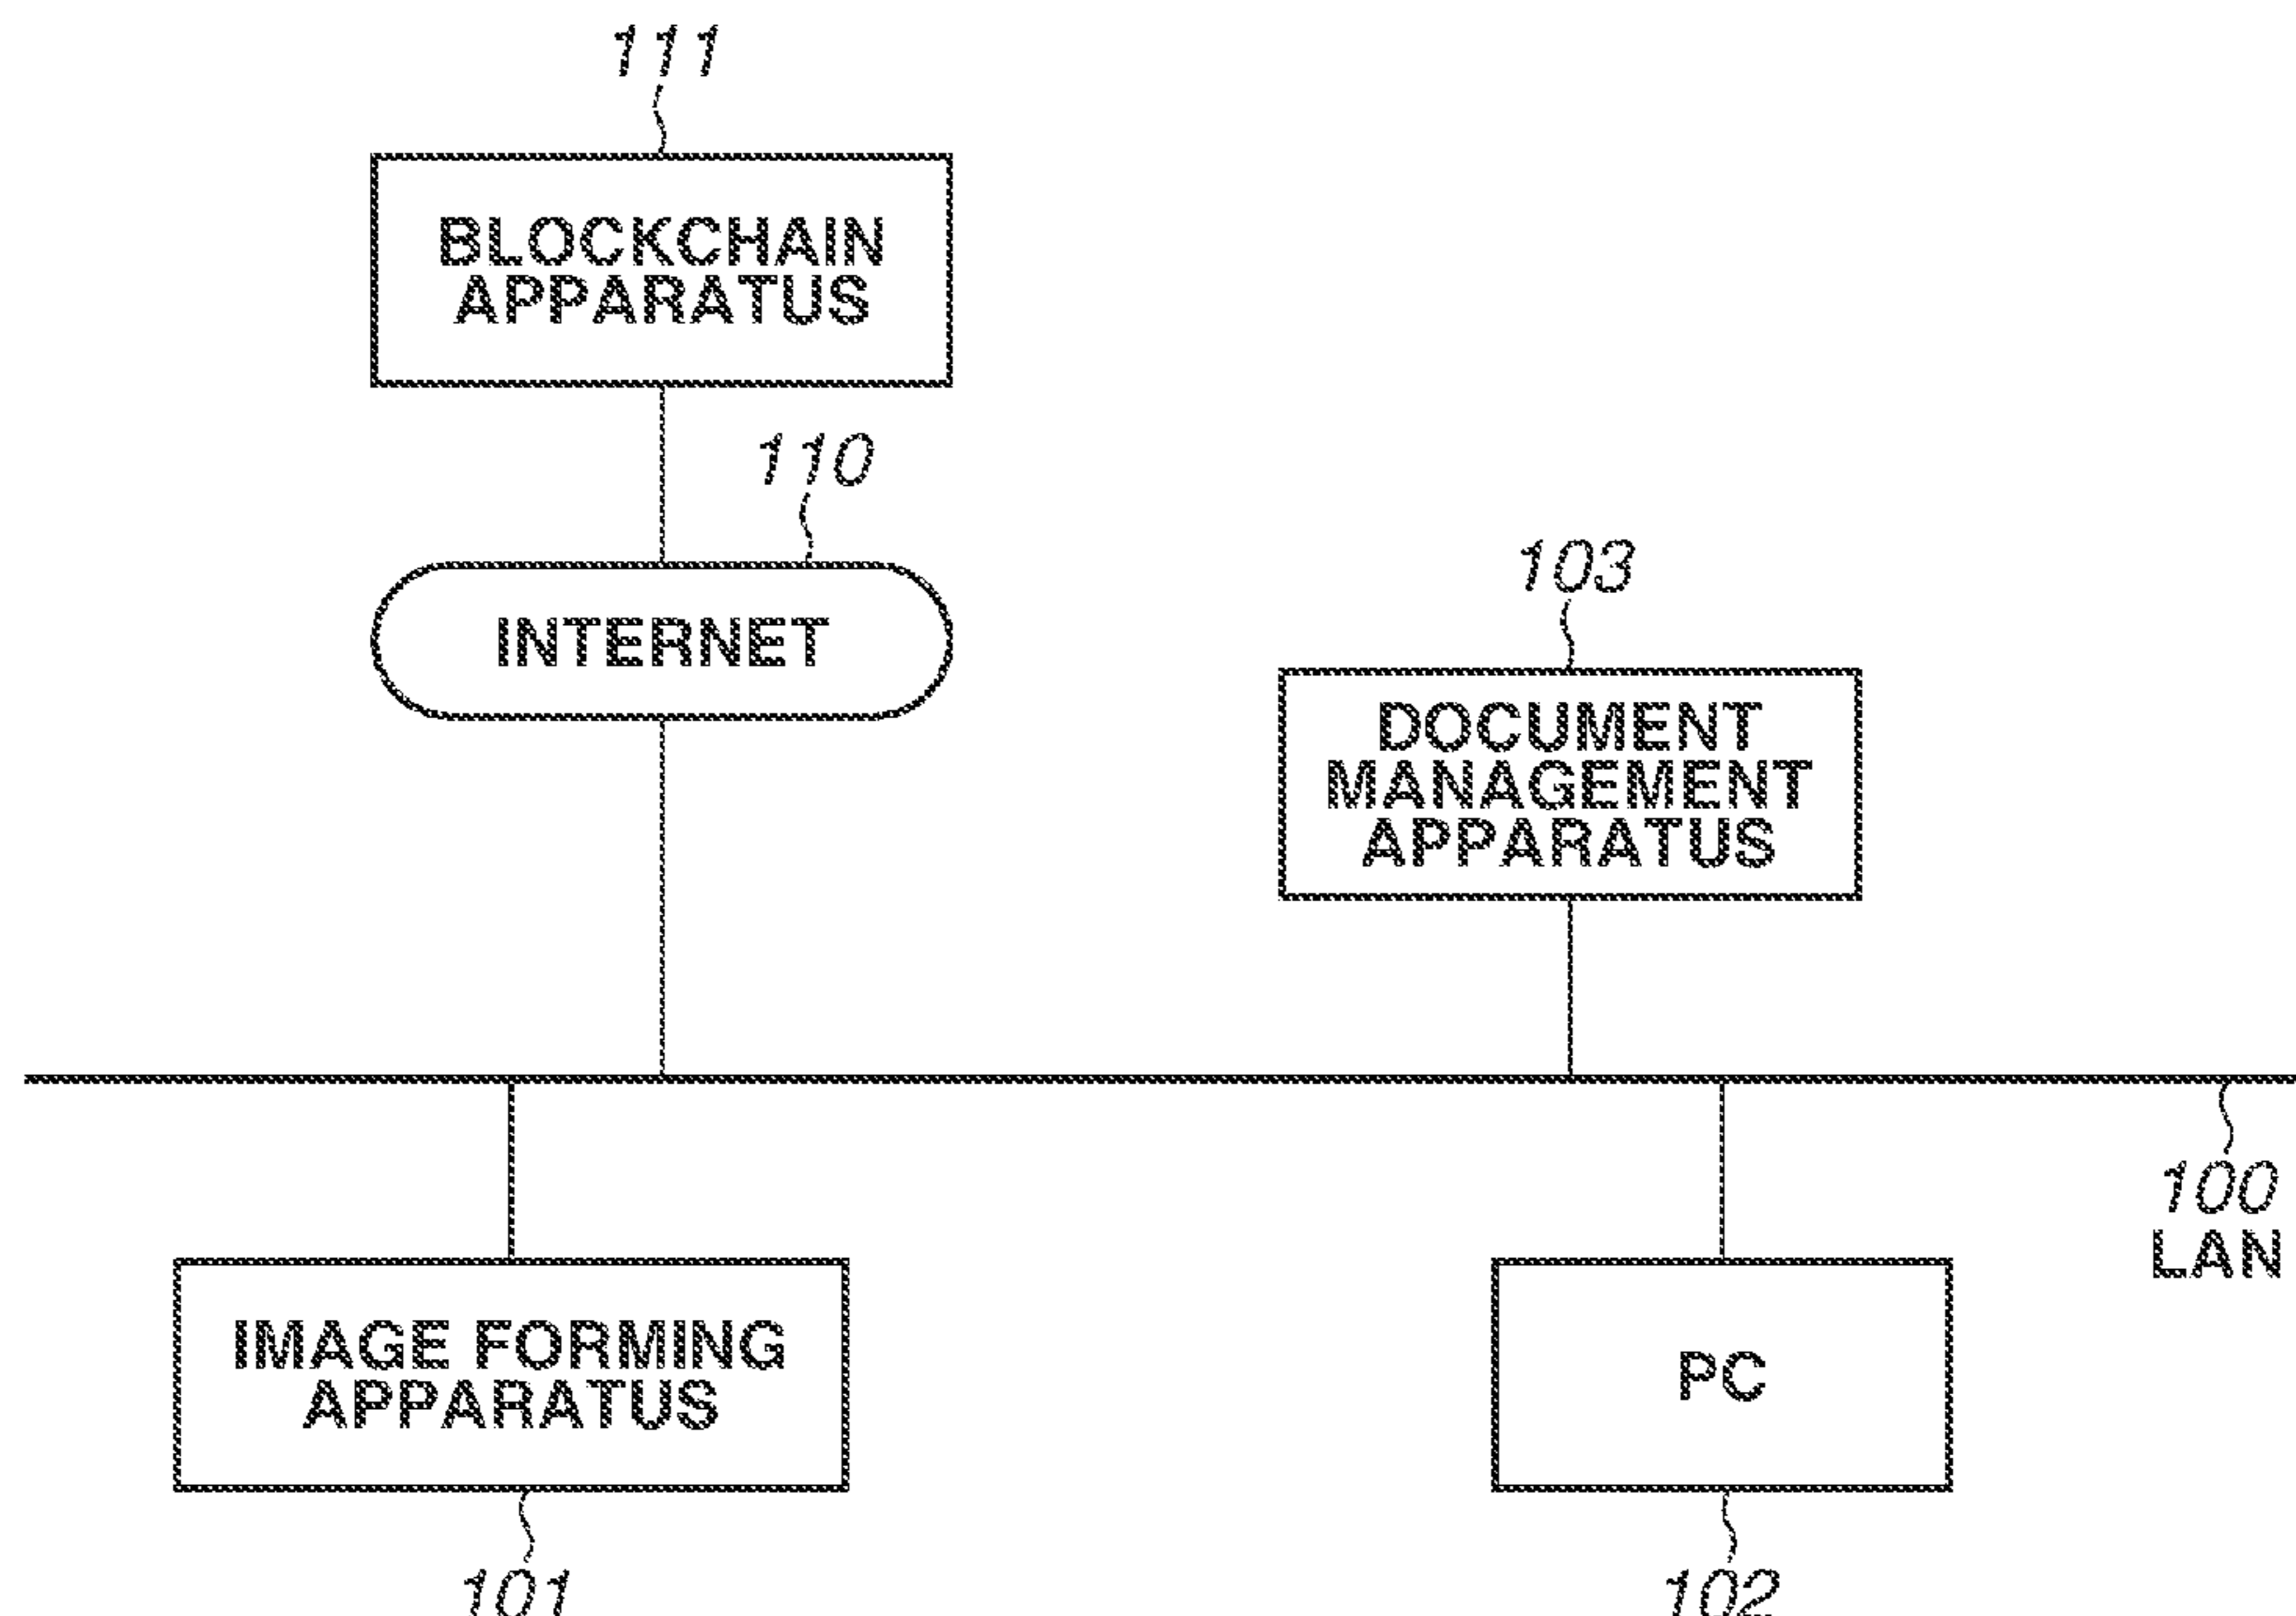 111
BLOCKCHAIN
APPARATUS
110
INTERNET
103
DOCUMENT
MANAGEMENT
APPARATUS
100
LAN
IMAGE FORMING
APPARATUS
PC
101
102